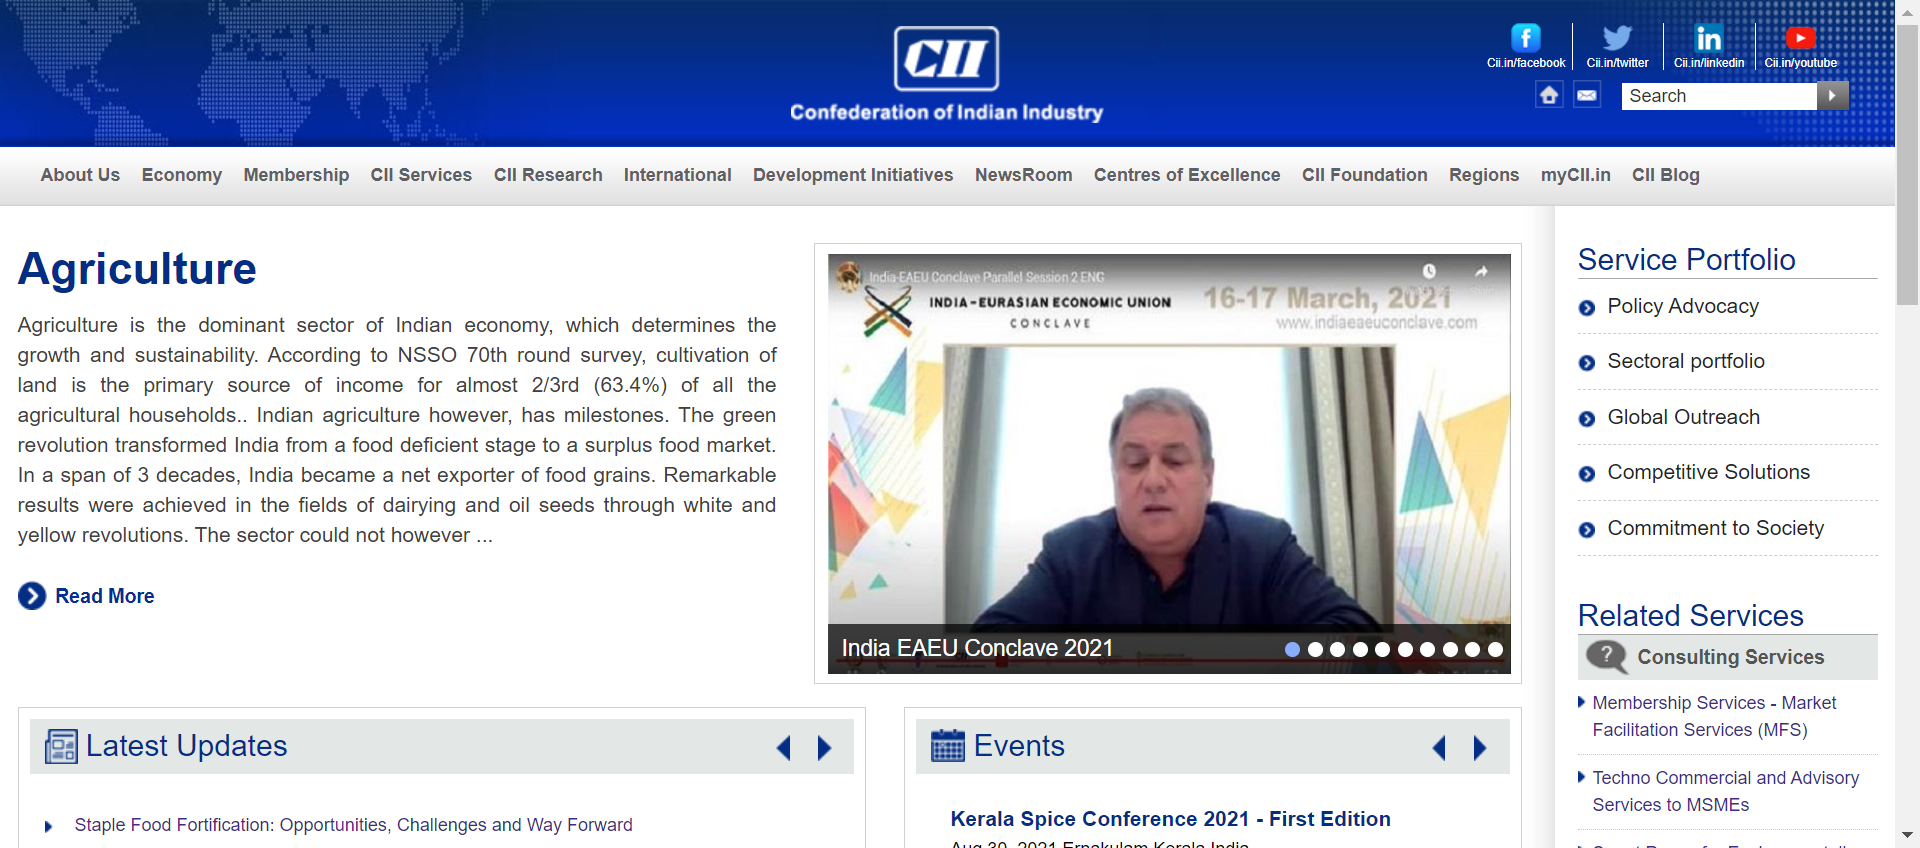 CII
Confederation of Indian Industry
Cii.in/facebook
Cii.in/twitter
Cii.in/linkedin
Cii.in/youtube
Search
About Us
Economy
Membership
CII Services
CII Research
International
Development Initiatives
NewsRoom
Centres of Excellence
CII Foundation
Regions
myCII.in
CII Blog
Agriculture
Agriculture is the dominant sector of Indian economy, which determines the
growth and sustainability. According to NSSO 70th round survey, cultivation of
land is the primary source of income for almost 2/3rd (63.4%) of all the
agricultural households.. Indian agriculture however, has milestones. The green
revolution transformed India from a food deficient stage to a surplus food market.
In a span of 3 decades, India became a net exporter of food grains. Remarkable
results were achieved in the fields of dairying and oil seeds through white and
yellow revolutions. The sector could not however ...
Read More
India-EAEU Conclave Parallel Session 2 ENG
INDIA-EURASIAN ECONOMIC UNION
CONCLAVE
16-17 March, 2021
www.indiaeaeuconclave.com
India EAEU Conclave 2021
Service Portfolio
Policy Advocacy
Sectoral portfolio
Global Outreach
Competitive Solutions
Commitment to Society
Related Services
Consulting Services
Membership Services - Market
Facilitation Services (MFS)
Techno Commercial and Advisory
Services to MSMEs
Latest Updates
Staple Food Fortification: Opportunities, Challenges and Way Forward
Events
Kerala Spice Conference 2021 - First Edition
Aug 30, 2021 Ernakulam Kerala India